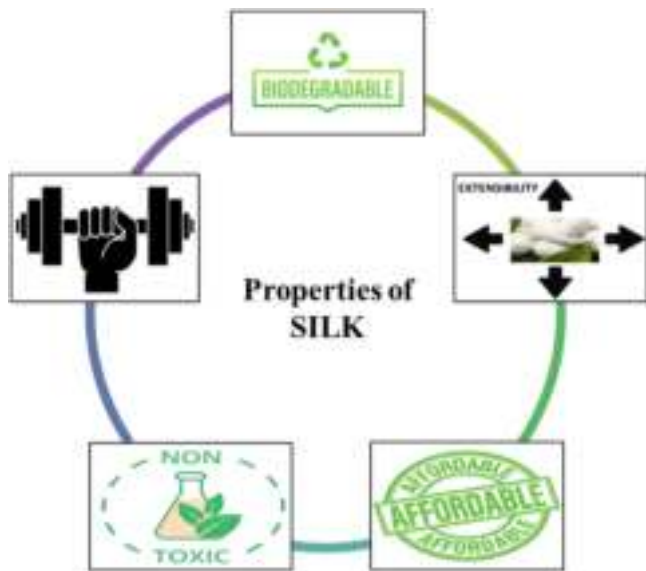 BIODEGRADABLE
EXTENSIBILITY
Properties of
SILK
NON
TOXIC
AFFORDABLE
AFFORDABLE
AFFORDABLE